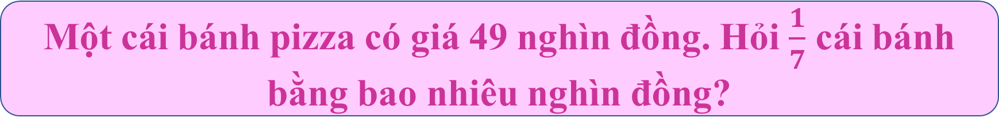 Một cái bánh pizza có giá 49 nghìn đồng. Hỏi 1/7 cái bánh
bằng bao nhiêu nghìn đồng?